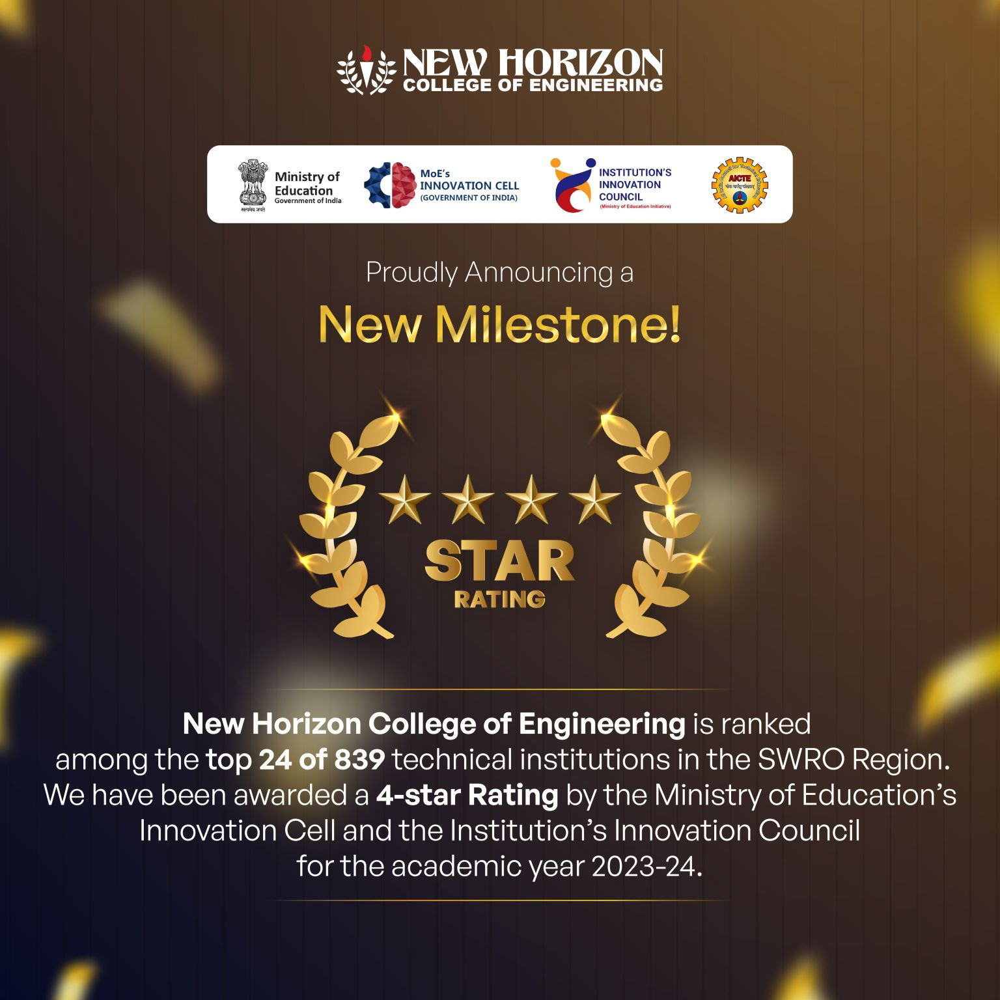 NEW HORIZON
COLLEGE OF ENGINEERING
Ministry of
Education
Government of India
सत्यमेव जयते
MoE's
INNOVATION CELL
(GOVERNMENT OF INDIA)
INSTITUTION'S
INNOVATION
COUNCIL
(Ministry of Education Initiative)
AICTE
Proudly Announcing a
New Milestone!
STAR
RATING
New Horizon College of Engineering is ranked
among the top 24 of 839 technical institutions in the SWRO Region.
We have been awarded a 4-star Rating by the Ministry of Education's
Innovation Cell and the Institution's Innovation Council
for the academic year 2023-24.